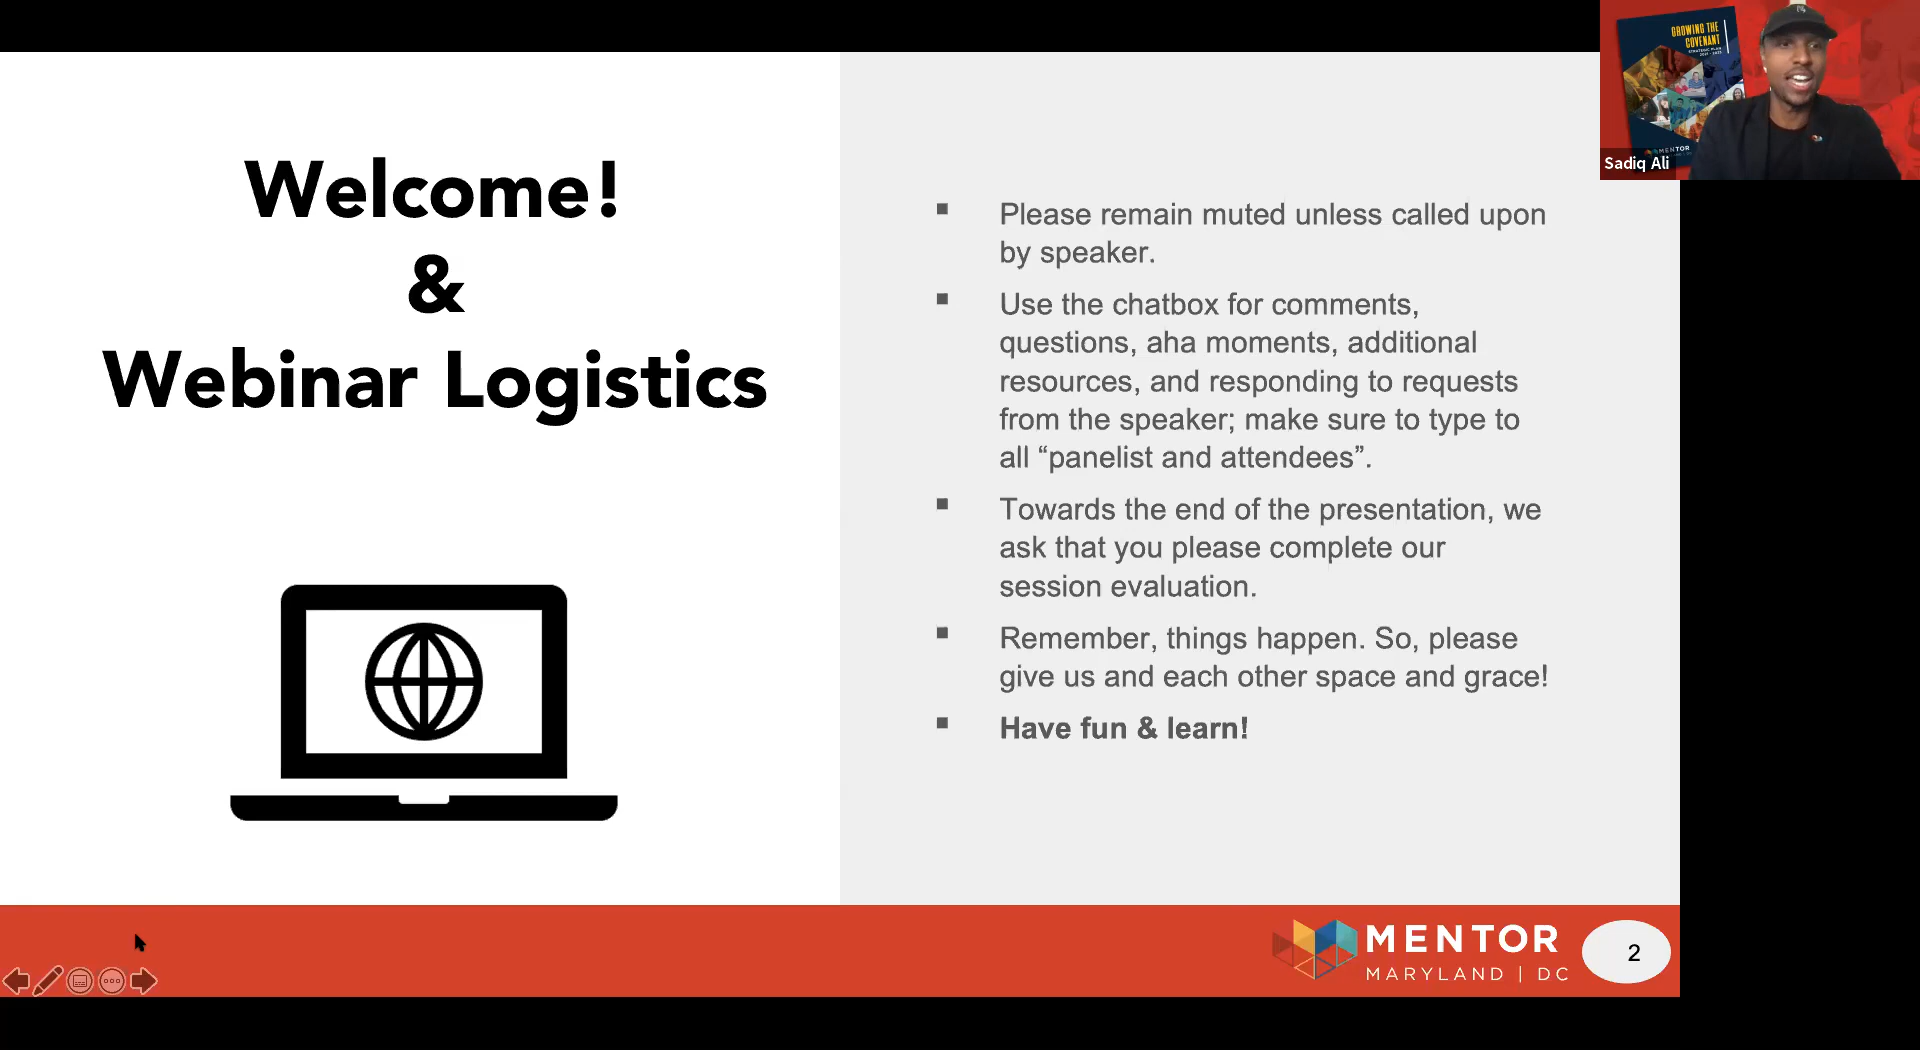 Welcome!
&
Webinar Logistics
Please remain muted unless called upon
by speaker.
Use the chatbox for comments,
questions, aha moments, additional
resources, and responding to requests
from the speaker; make sure to type to
all “panelist and attendees”.
Towards the end of the presentation, we
ask that you please complete our
session evaluation.
Remember, things happen. So, please
give us and each other space and grace!
Have fun & learn!
GROWING THE
COVENANT
STRATEGIC PLAN
MENTOR
Sadiq Ali
MENTOR
MARYLAND | DC
2